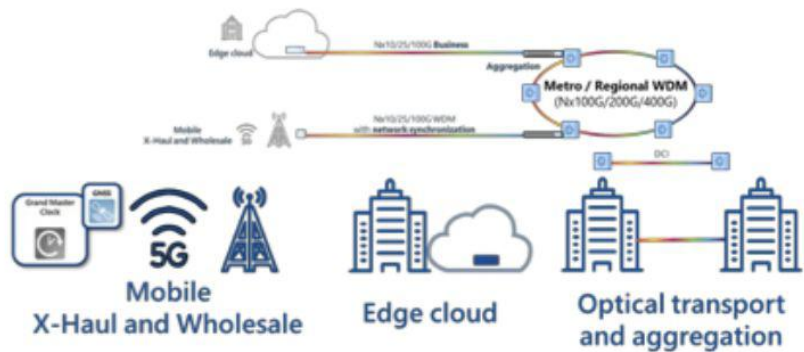 Edge cloud
Nx10/25/100G Business
Aggregation
Metro / Regional WDM
(Nx100G/200G/400G)
Mobile
X-Haul and Wholesale
5G
Nx10/25/100G WDM
with network synchronization
DCI
Grand Master
Clock
GNSS
5G
Mobile
X-Haul and Wholesale
Edge cloud
Optical transport
and aggregation